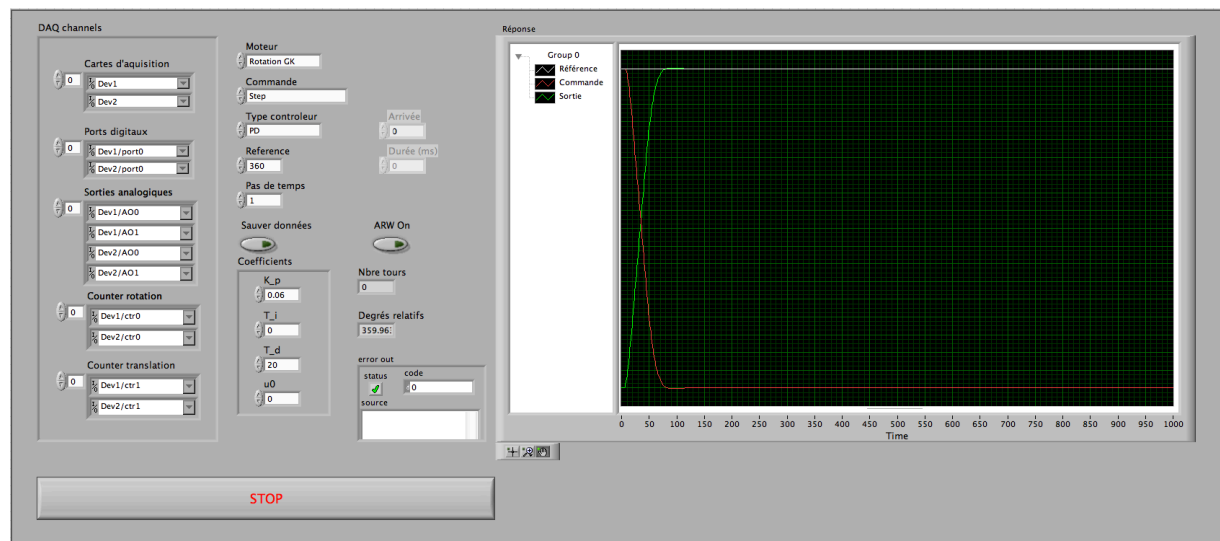 DAQ channels
Cartes d'aquisition
0
Dev1
Dev2
Ports digitaux
0
Dev1/port0
Dev2/port0
Sorties analogiques
0
Dev1/AO0
Dev1/AO1
Dev2/AO0
Dev2/AO1
Counter rotation
0
Dev1/ctr0
Dev2/ctr0
Counter translation
0
Dev1/ctr1
Dev2/ctr1
Moteur
Rotation GK
Commande
Step
Type controleur
PD
Reference
360
Pas de temps
1
Arrivée
0
Durée (ms)
0
Sauver données
ARW On
Coefficients
K_p
0.06
T_i
0
T_d
20
u0
0
Nbre tours
0
Degrés relatifs
359.96
error out
status
code
0
source
STOP
Réponse
Group 0
Référence
Commande
Sortie
0 50 100 150 200 250 300 350 400 450 500 550 600 650 700 750 800 850 900 950 1000
Time